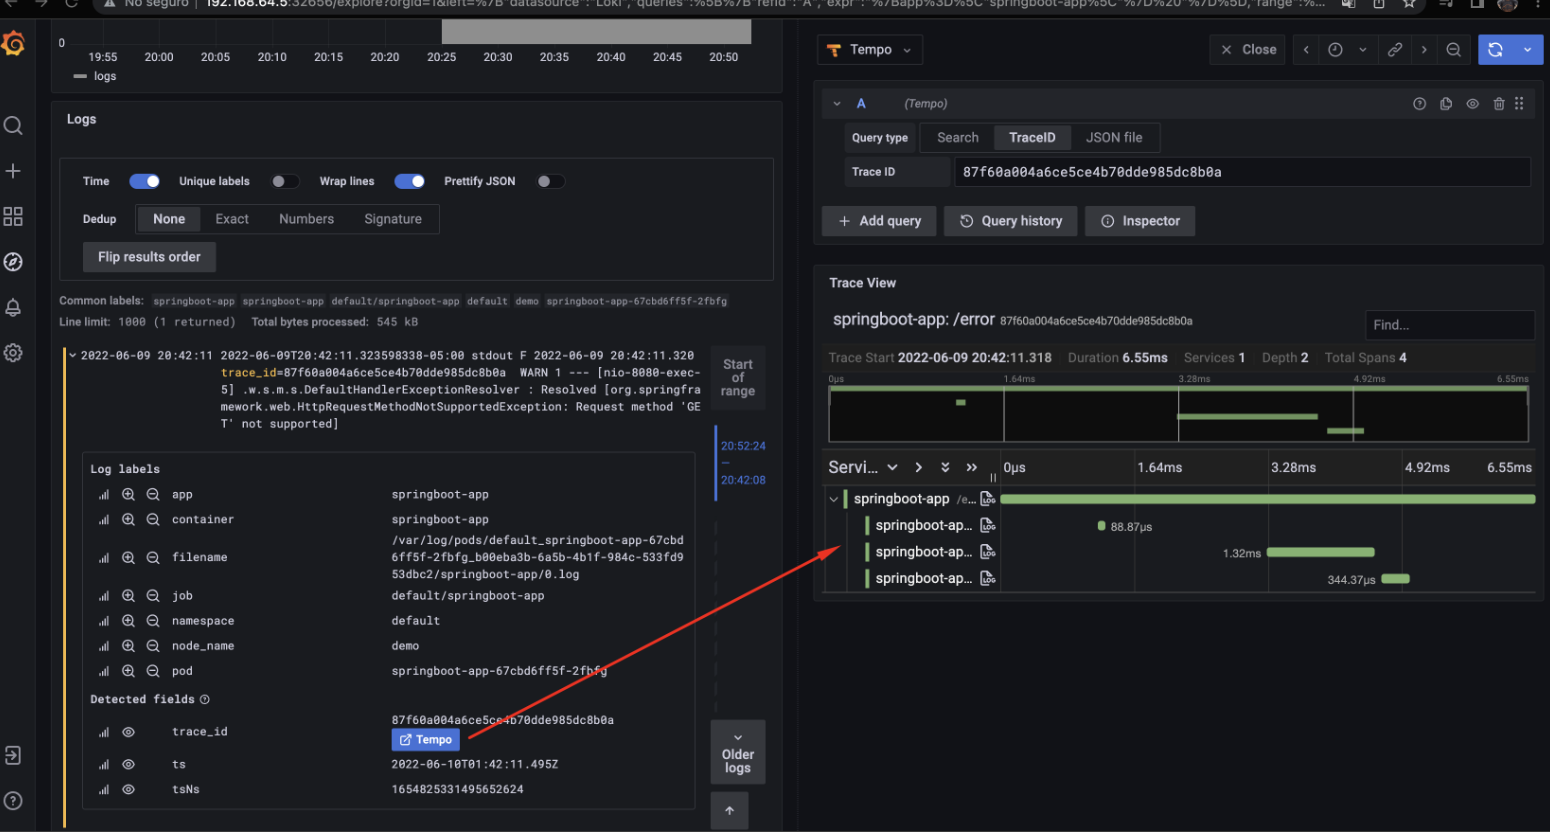 No seguro | 192.168.64.5:32656/explore?orgId=1&left=%7B"datasource":"Loki","queries":%5B%7B"refId":"A","expr":"%7Bapp%3D%5C"springboot-app%5C"%7D%20"%7D%5D,"range":%...
0
19:55 20:00 20:05 20:10 20:15 20:20 20:25 20:30 20:35 20:40 20:45 20:50
logs
Logs
Time Unique labels Wrap lines Prettify JSON
Dedup None Exact Numbers Signature
Flip results order
Common labels: springboot-app springboot-app default/springboot-app default demo springboot-app-67cbd6ff5f-2fbfg
Line limit: 1000 (1 returned) Total bytes processed: 545 kB
2022-06-09 20:42:11 2022-06-09T20:42:11.323598338-05:00 stdout F 2022-06-09 20:42:11.320
trace_id=87f60a004a6ce5ce4b70dde985dc8b0a WARN 1 --- [nio-8080-exec-
5] .w.s.m.s.DefaultHandlerExceptionResolver : Resolved [org.springfra
mework.web.HttpRequestMethodNotSupportedException: Request method 'GE
T' not supported]
Start
of
range
20:52:24
—
20:42:08
Log labels
app springboot-app
container springboot-app
filename /var/log/pods/default_springboot-app-67cbd
6ff5f-2fbfg_b00eba3b-6a5b-4b1f-984c-533fd9
53dbc2/springboot-app/0.log
job default/springboot-app
namespace default
node_name demo
pod springboot-app-67cbd6ff5f-2fbfg
Detected fields
trace_id 87f60a004a6ce5ce4b70dde985dc8b0a
Tempo
ts 2022-06-10T01:42:11.495Z
tsNs 1654825331495652624
Older
logs
Tempo Close
A (Tempo)
Query type Search TraceID JSON file
Trace ID 87f60a004a6ce5ce4b70dde985dc8b0a
+ Add query Query history Inspector
Trace View
springboot-app: /error 87f60a004a6ce5ce4b70dde985dc8b0a Find...
Trace Start 2022-06-09 20:42:11.318 Duration 6.55ms Services 1 Depth 2 Total Spans 4
0μs 1.64ms 3.28ms 4.92ms 6.55ms
Servi... 0μs 1.64ms 3.28ms 4.92ms 6.55ms
springboot-app /e... LOG
springboot-ap... LOG 88.87μs
springboot-ap... LOG 1.32ms
springboot-ap... LOG 344.37μs